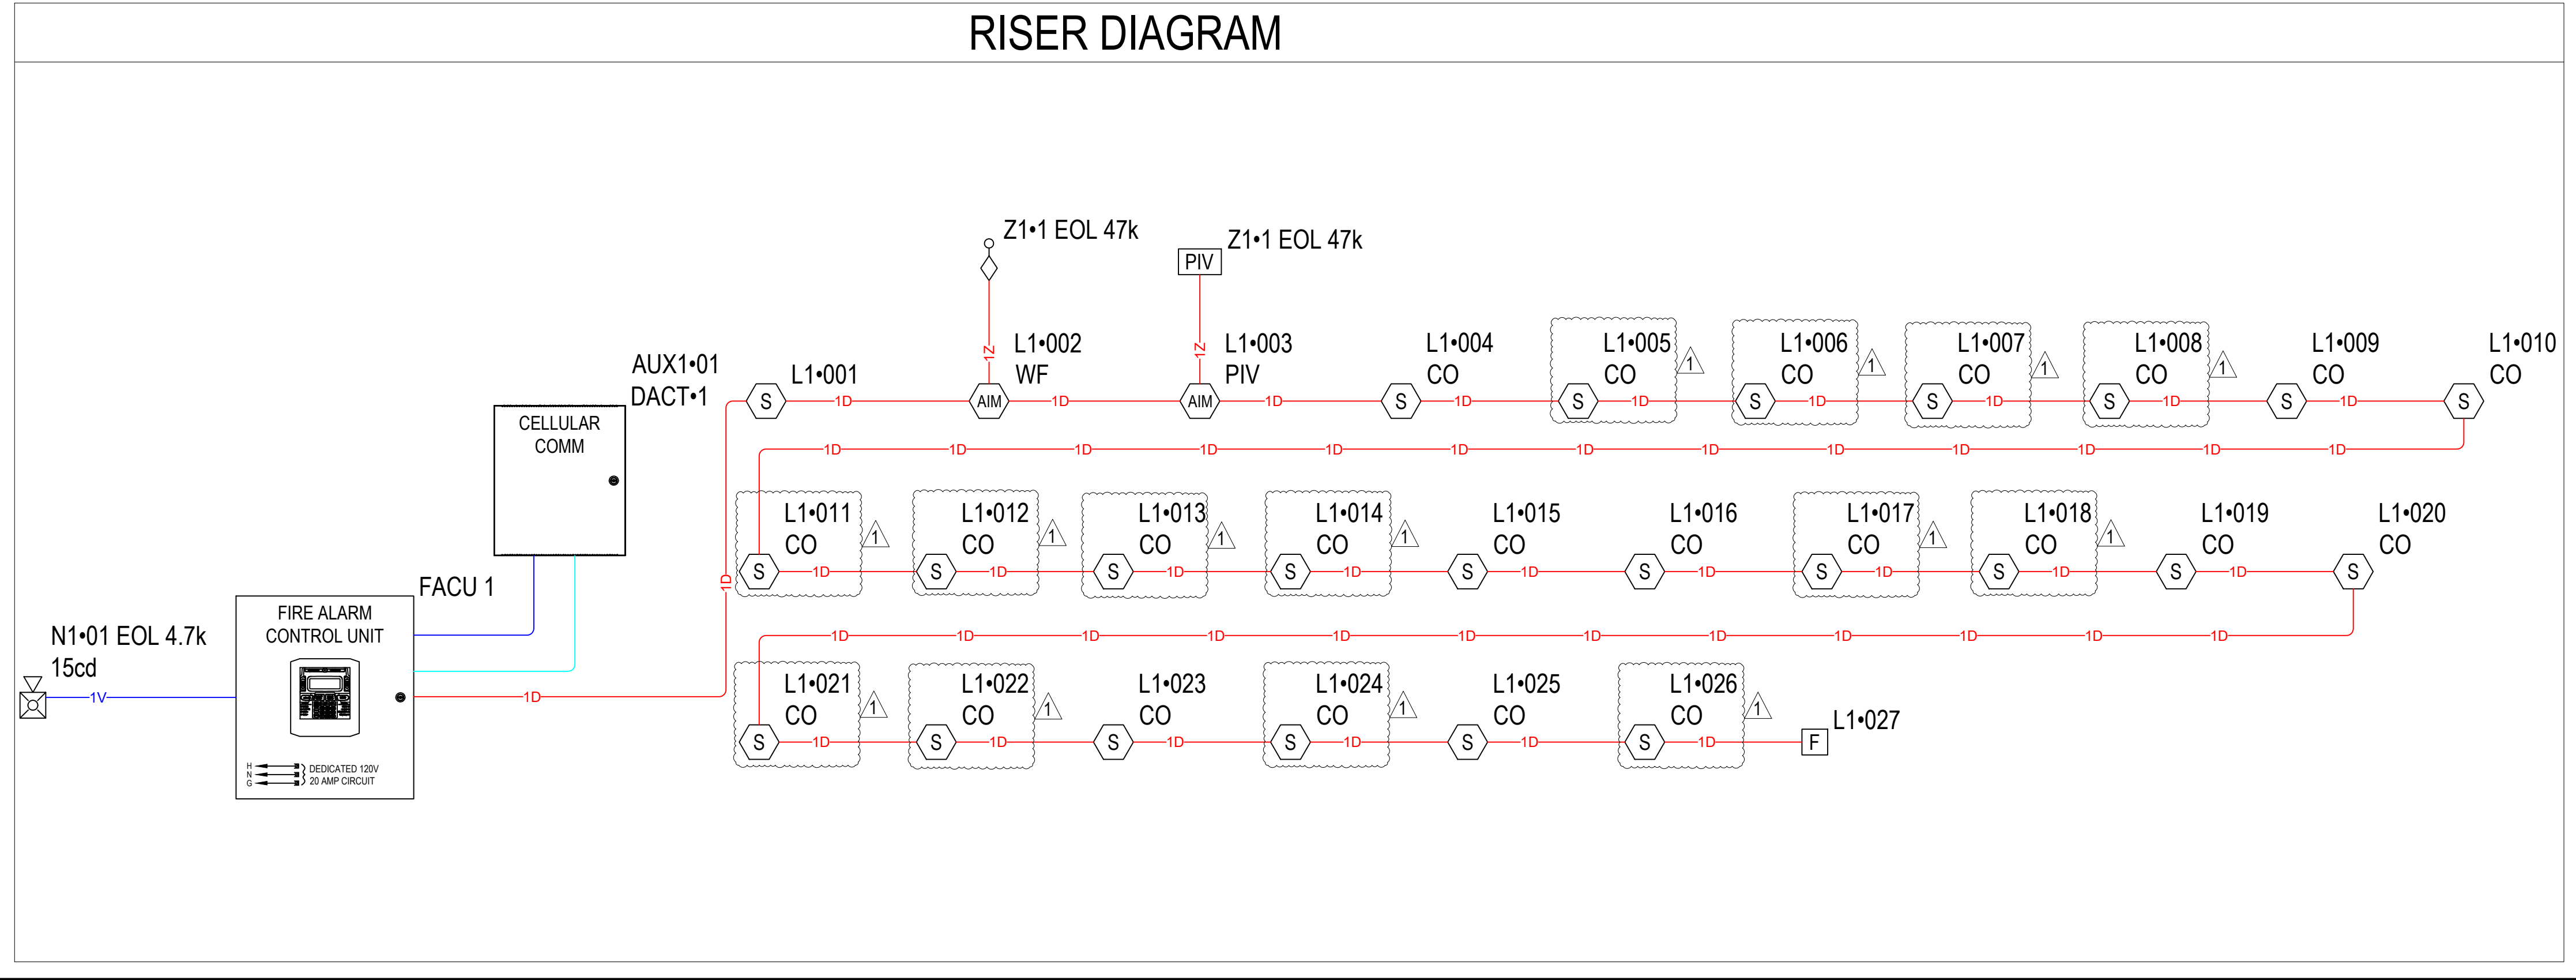 RISER DIAGRAM
Z1•1 EOL 47k
Z1•1 EOL 47k
PIV
1Z
1Z
AUX1•01
DACT•1
CELLULAR
COMM
L1•001
S
1D
L1•002
WF
AIM
1D
L1•003
PIV
AIM
1D
L1•004
CO
S
1D
L1•005
CO
S
1D
1
L1•006
CO
S
1D
1
L1•007
CO
S
1D
1
L1•008
CO
S
1D
1
L1•009
CO
S
1D
L1•010
CO
S
1D 1D 1D 1D 1D 1D 1D 1D 1D 1D 1D 1D 1D
L1•011
CO
S
1D
1
L1•012
CO
S
1D
1
L1•013
CO
S
1D
1
L1•014
CO
S
1D
1
L1•015
CO
S
1D
L1•016
CO
S
1D
L1•017
CO
S
1D
1
L1•018
CO
S
1D
1
L1•019
CO
S
1D
L1•020
CO
S
1D
1D 1D 1D 1D 1D 1D 1D 1D 1D 1D 1D 1D
L1•021
CO
S
1D
1
L1•022
CO
S
1D
1
L1•023
CO
S
1D
L1•024
CO
S
1D
1
L1•025
CO
S
1D
L1•026
CO
S
1D
1
L1•027
F
FACU 1
FIRE ALARM
CONTROL UNIT
1D
N1•01 EOL 4.7k
15cd
1V
H
N
G
DEDICATED 120V
20 AMP CIRCUIT